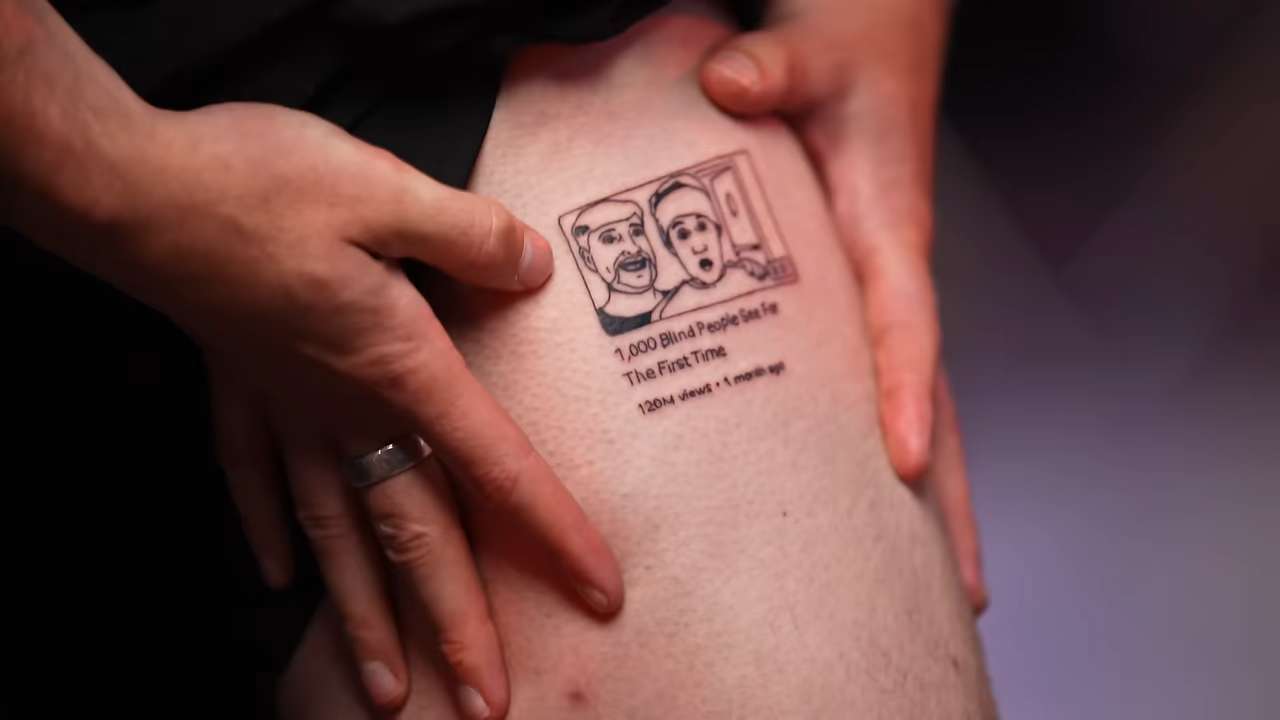 1,000 Blind People See For
The First Time
120M views • 1 month ago